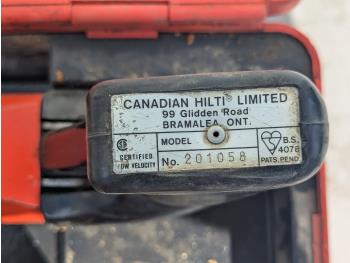 CANADIAN HILTI LIMITED
99 Glidden Road
BRAMALEA, ONT.
MODEL
B.S.
4078
PATS. PEND.
CERTIFIED
LOW VELOCITY
No. 201058